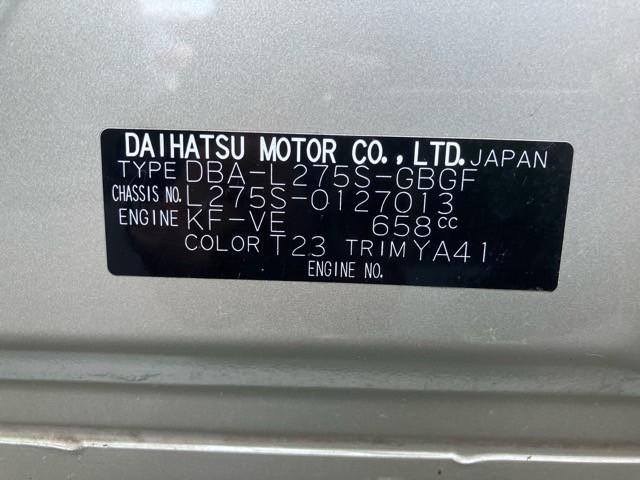 DAIHATSU MOTOR CO., LTD. JAPAN
TYPE DBA-L275S-GBGF
CHASSIS NO. L275S-0127013
ENGINE KF-VE 658cc
COLOR T23 TRIM YA41
ENGINE NO.